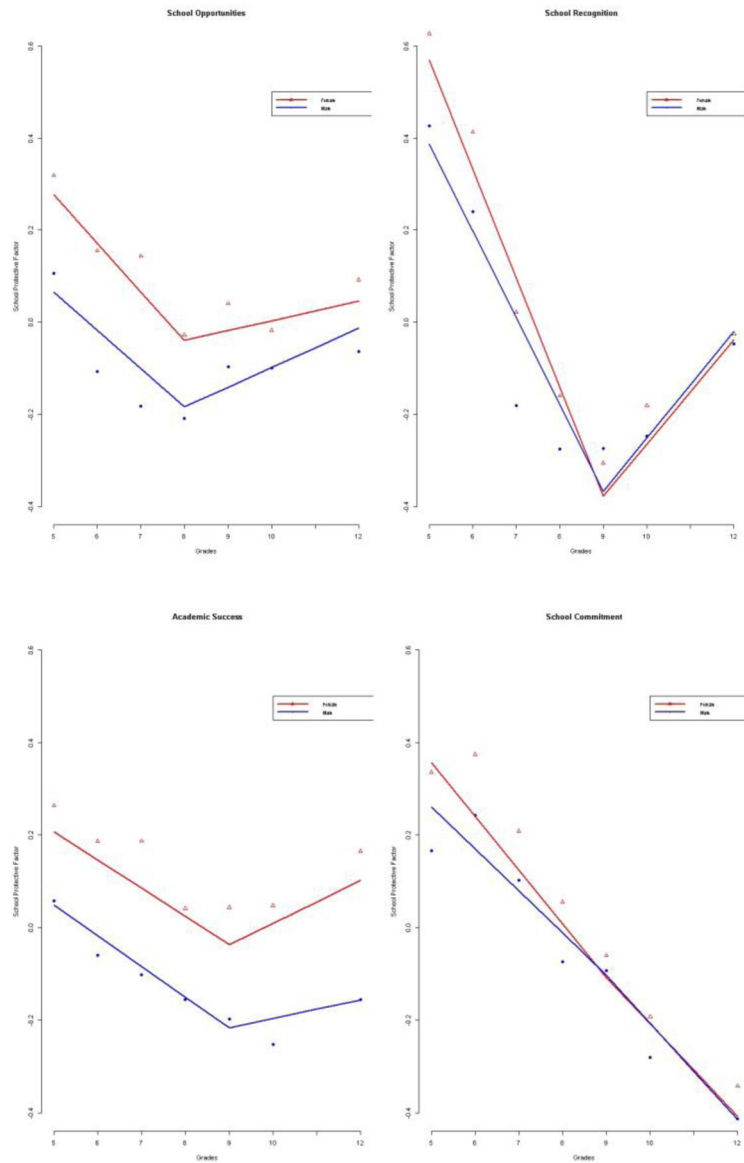 School Opportunities
School Recognition
0.6
0.4
0.2
0.0
-0.2
-0.4
School Protective Factor
Female
Male
5 6 7 8 9 10 12
Grades
0.6
0.4
0.2
0.0
-0.2
-0.4
School Protective Factor
Female
Male
5 6 7 8 9 10 12
Grades
Academic Success
School Commitment
0.6
0.4
0.2
0.0
-0.2
-0.4
School Protective Factor
Female
Male
5 6 7 8 9 10 12
Grades
0.6
0.4
0.2
0.0
-0.2
-0.4
School Protective Factor
Female
Male
5 6 7 8 9 10 12
Grades